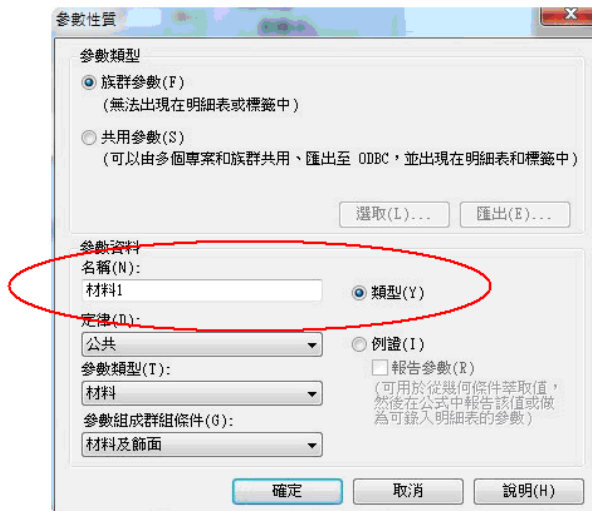 參數性質
參數類型
族群參數(F)
(無法出現在明細表或標籤中)
共用參數(S)
(可以由多個專案和族群共用、匯出至 ODBC，並出現在明細表和標籤中)
選取(L)... 匯出(E)...
參數資料
名稱(N):
材料1
類型(Y)
定律(D):
公共
例證(I)
報告參數(R)
(可用於從幾何條件萃取值，
然後在公式中報告該值或做
為可錄入明細表的參數)
參數類型(T):
材料
參數組成群組條件(G):
材料及飾面
確定 取消 說明(H)